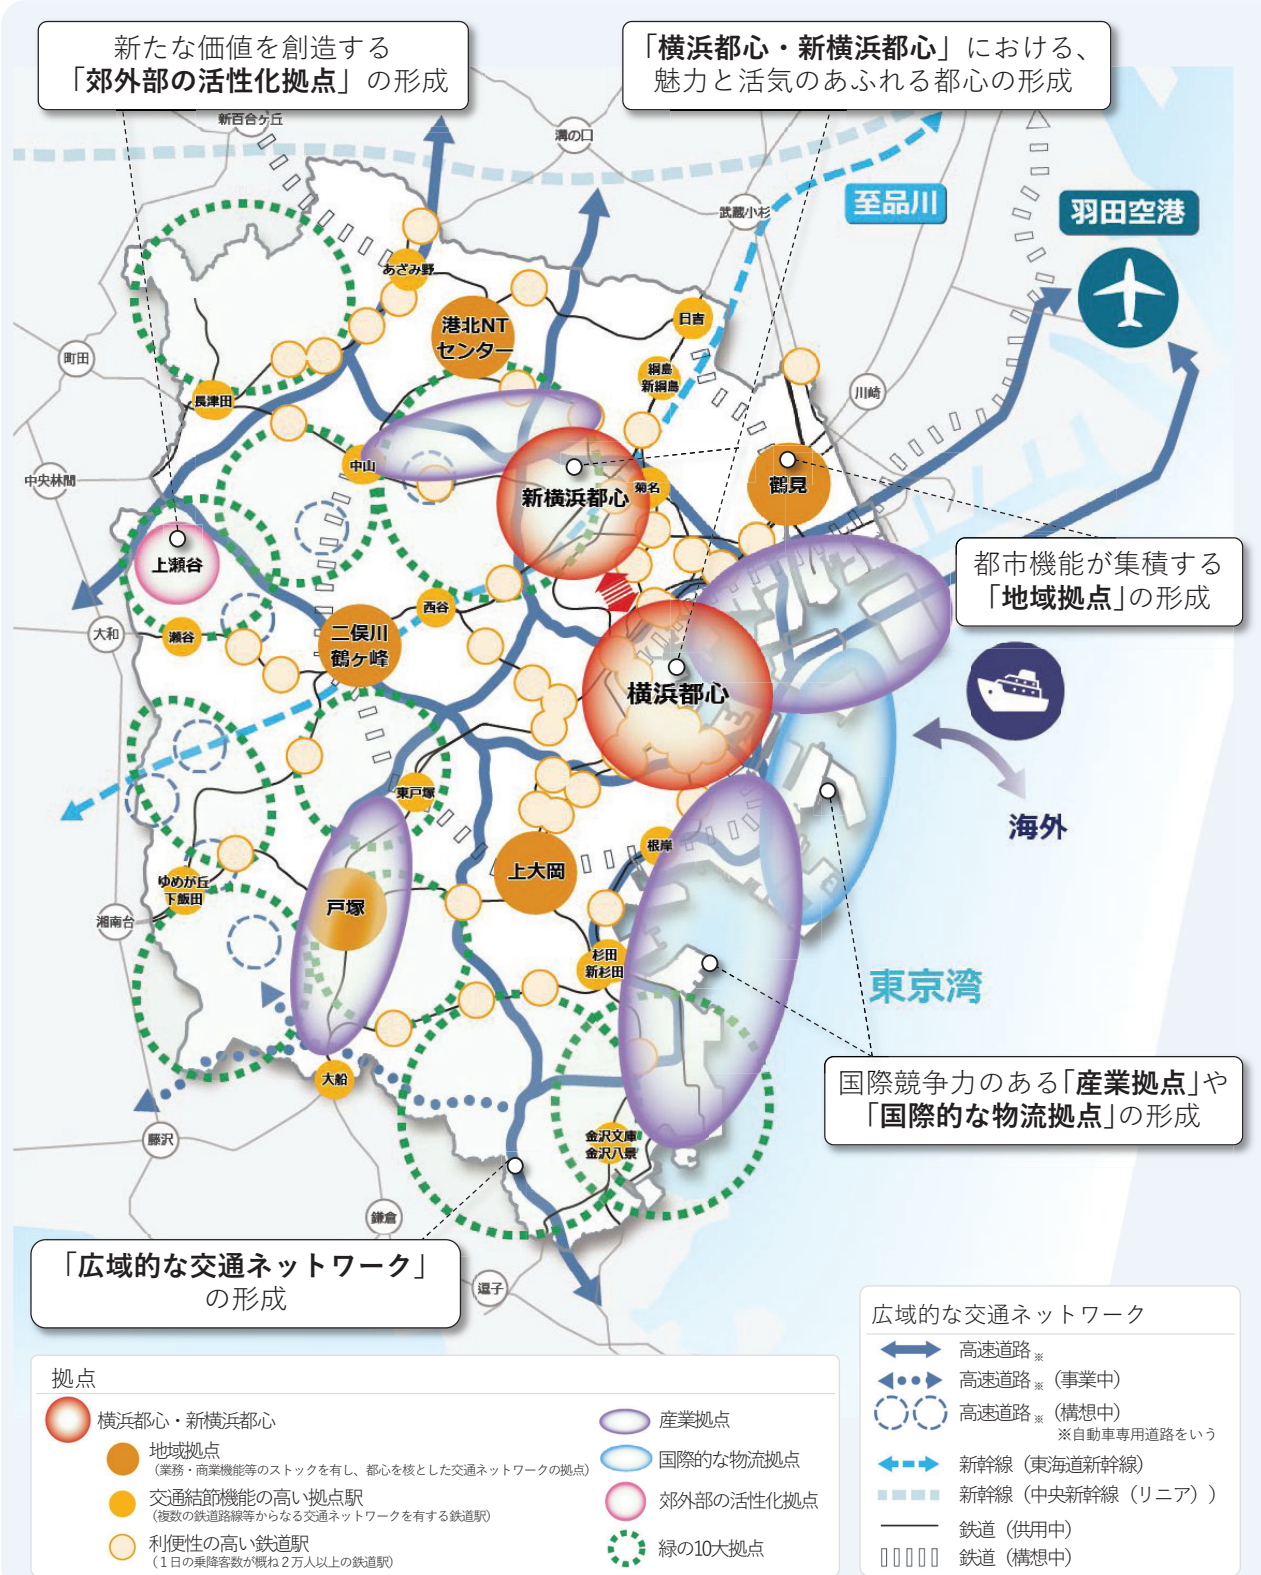 新たな価値を創造する
「郊外部の活性化拠点」の形成
「横浜都心・新横浜都心」における、
魅力と活気のあふれる都心の形成
新百合ヶ丘
溝の口
武蔵小杉
至品川
羽田空港
あざみ野
港北NT
センター
日吉
綱島
新綱島
町田
川崎
長津田
中山
中央林間
新横浜都心
菊名
鶴見
上瀬谷
都市機能が集積する
「地域拠点」の形成
西谷
大和
瀬谷
二俣川
鶴ヶ峰
横浜都心
東戸塚
海外
根岸
上大岡
ゆめが丘
下飯田
戸塚
湘南台
杉田
新杉田
東京湾
大船
国際競争力のある「産業拠点」や
「国際的な物流拠点」の形成
藤沢
金沢文庫
金沢八景
鎌倉
「広域的な交通ネットワーク」
の形成
逗子
拠点
横浜都心・新横浜都心
地域拠点
（業務・商業機能等のストックを有し、都心を核とした交通ネットワークの拠点）
交通結節機能の高い拠点駅
（複数の鉄道路線等からなる交通ネットワークを有する鉄道駅）
利便性の高い鉄道駅
（１日の乗降客数が概ね２万人以上の鉄道駅）
産業拠点
国際的な物流拠点
郊外部の活性化拠点
緑の10大拠点
広域的な交通ネットワーク
高速道路※
高速道路※（事業中）
高速道路※（構想中）
※自動車専用道路をいう
新幹線（東海道新幹線）
新幹線（中央新幹線（リニア））
鉄道（供用中）
鉄道（構想中）